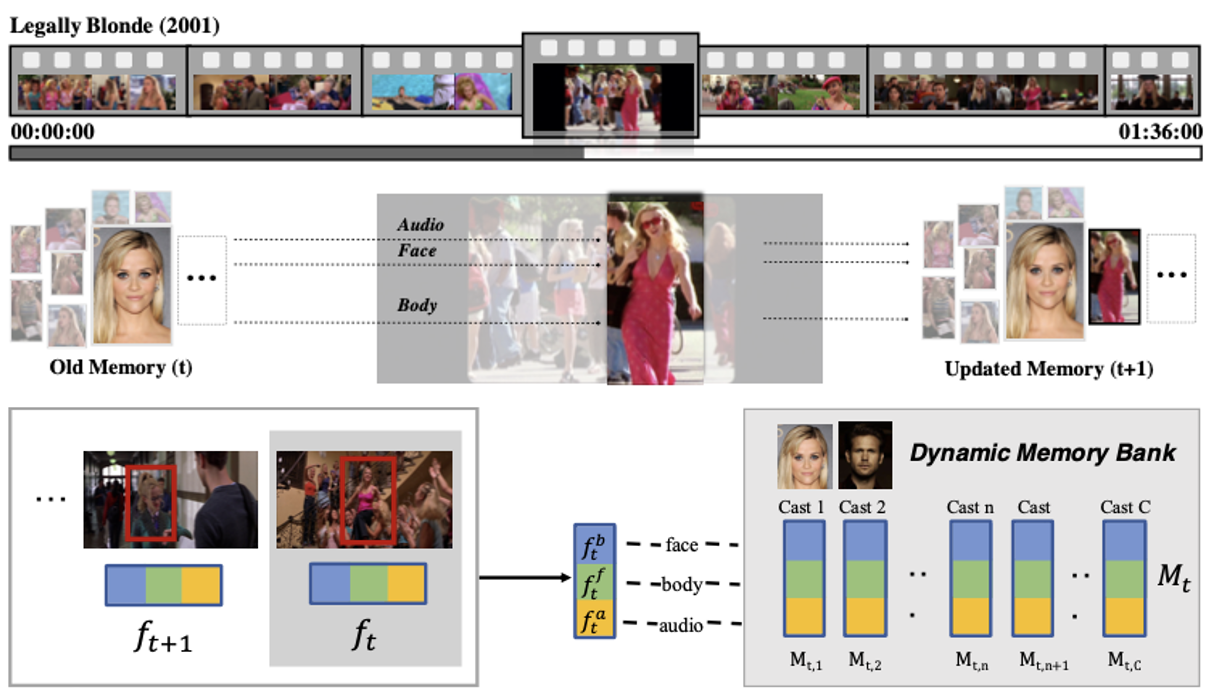 Legally Blonde (2001)
00:00:00 01:36:00
Audio
Face
Body
Old Memory (t) Updated Memory (t+1)
Dynamic Memory Bank
Cast 1 Cast 2 Cast n Cast Cast C
... f_t^b face
f_t^f body M_t
f_t^a audio
f_{t+1} f_t
M_{t,1} M_{t,2} M_{t,n} M_{t,n+1} M_{t,C}